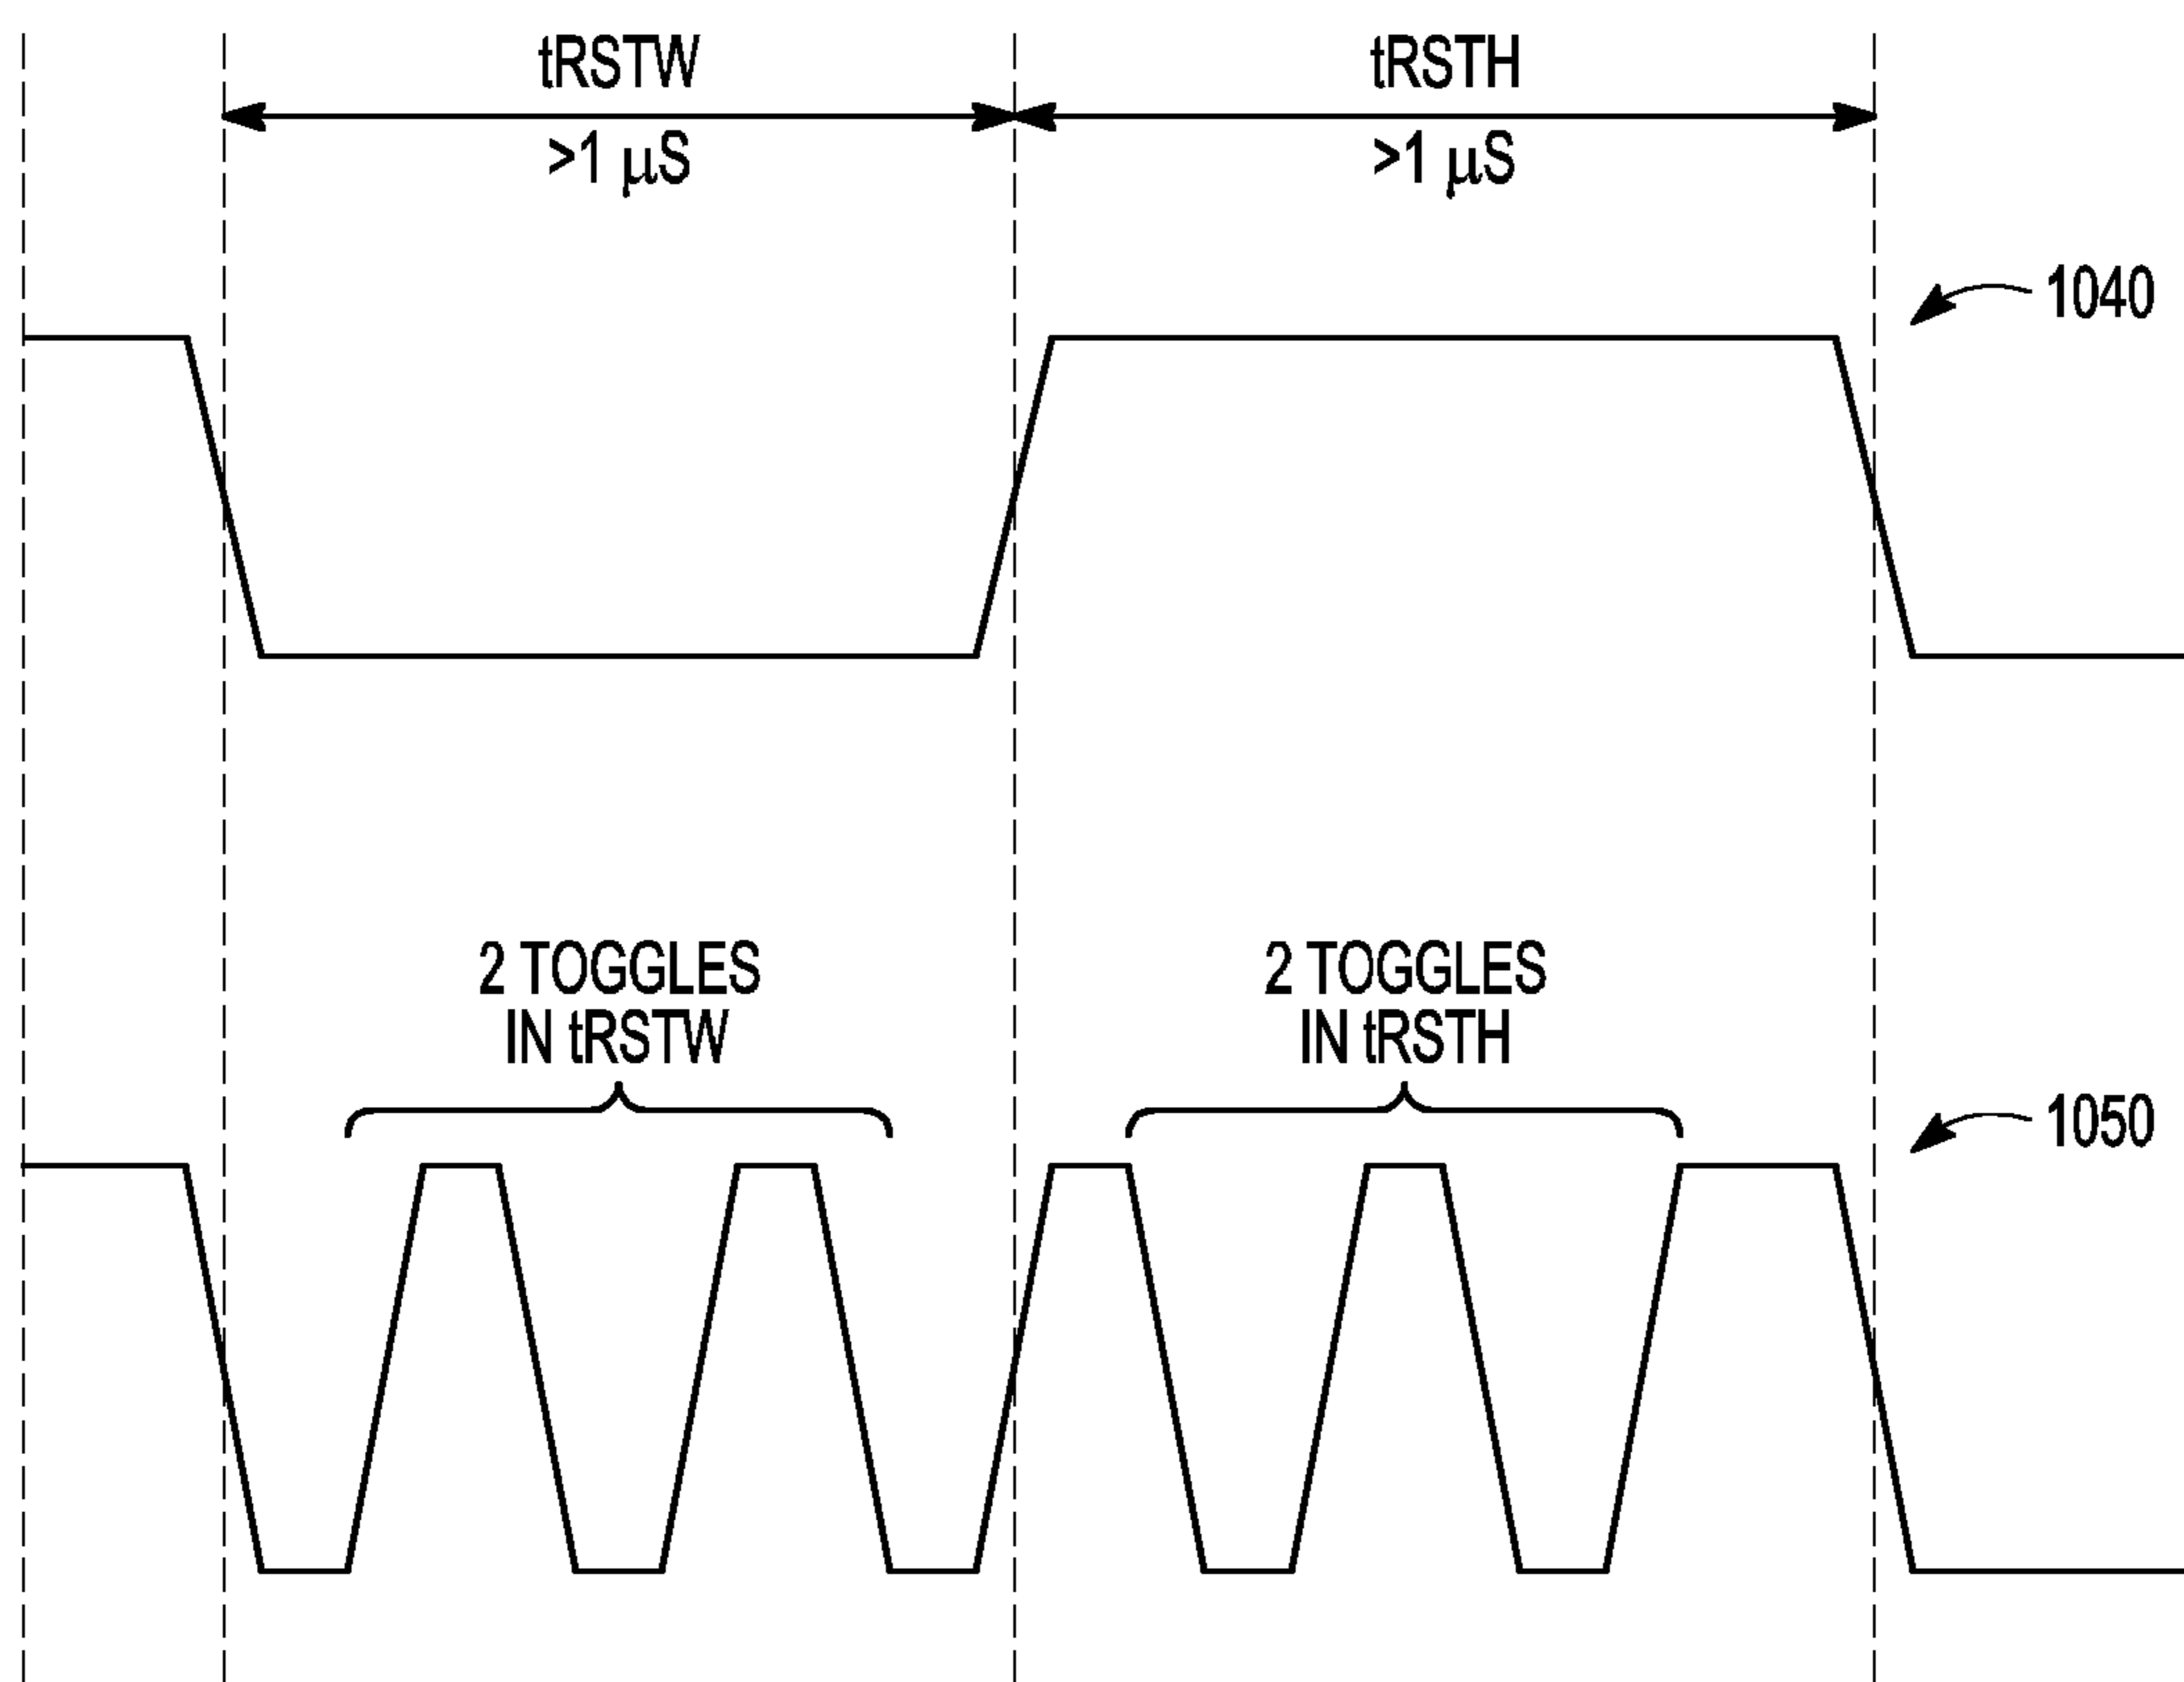 tRSTW
tRSTH
>1 μS
>1 μS
1040
2 TOGGLES
IN tRSTW
2 TOGGLES
IN tRSTH
1050